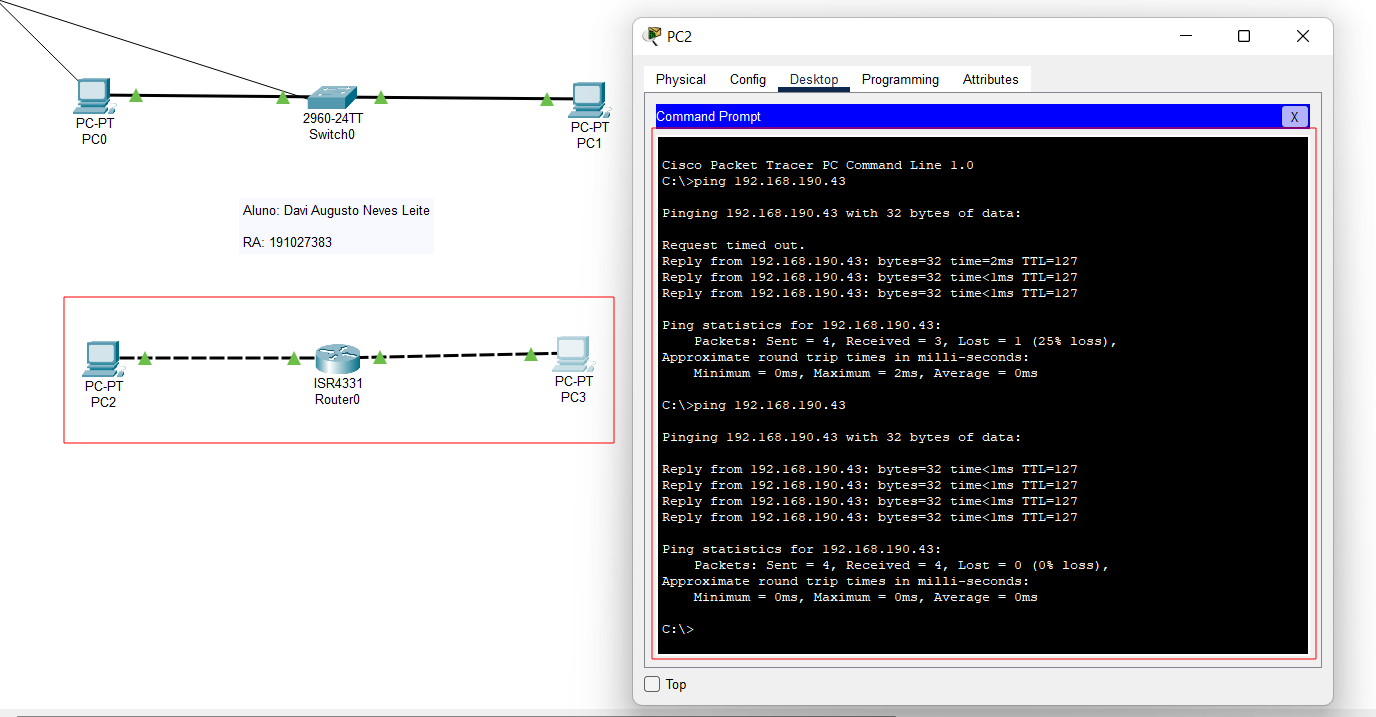 PC-PT
PC0
2960-24TT
Switch0
PC-PT
PC1
Aluno: Davi Augusto Neves Leite
RA: 191027383
PC-PT
PC2
ISR4331
Router0
PC-PT
PC3
PC2
Physical Config Desktop Programming Attributes
Command Prompt
X
Cisco Packet Tracer PC Command Line 1.0
C:\>ping 192.168.190.43
Pinging 192.168.190.43 with 32 bytes of data:
Request timed out.
Reply from 192.168.190.43: bytes=32 time=2ms TTL=127
Reply from 192.168.190.43: bytes=32 time<1ms TTL=127
Reply from 192.168.190.43: bytes=32 time<1ms TTL=127
Ping statistics for 192.168.190.43:
Packets: Sent = 4, Received = 3, Lost = 1 (25% loss),
Approximate round trip times in milli-seconds:
Minimum = 0ms, Maximum = 2ms, Average = 0ms
C:\>ping 192.168.190.43
Pinging 192.168.190.43 with 32 bytes of data:
Reply from 192.168.190.43: bytes=32 time<1ms TTL=127
Reply from 192.168.190.43: bytes=32 time<1ms TTL=127
Reply from 192.168.190.43: bytes=32 time<1ms TTL=127
Reply from 192.168.190.43: bytes=32 time<1ms TTL=127
Ping statistics for 192.168.190.43:
Packets: Sent = 4, Received = 4, Lost = 0 (0% loss),
Approximate round trip times in milli-seconds:
Minimum = 0ms, Maximum = 0ms, Average = 0ms
C:\>
Top